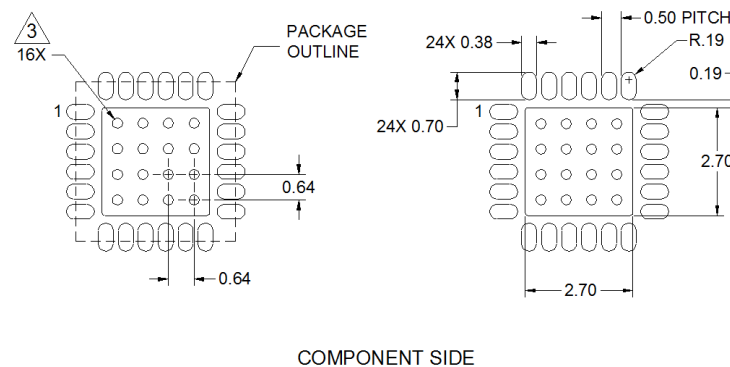 3
16X
PACKAGE
OUTLINE
1
0.64
0.64
24X 0.38
0.50 PITCH
R.19
0.19
24X 0.70
1
2.70
2.70
COMPONENT SIDE